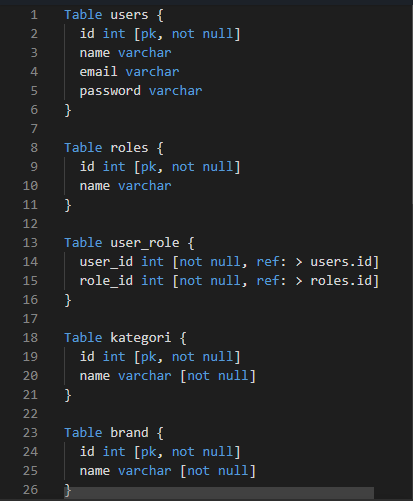 1 Table users {
2 id int [pk, not null]
3 name varchar
4 email varchar
5 password varchar
6 }
7
8 Table roles {
9 id int [pk, not null]
10 name varchar
11 }
12
13 Table user_role {
14 user_id int [not null, ref: > users.id]
15 role_id int [not null, ref: > roles.id]
16 }
17
18 Table kategori {
19 id int [pk, not null]
20 name varchar [not null]
21 }
22
23 Table brand {
24 id int [pk, not null]
25 name varchar [not null]
26 }